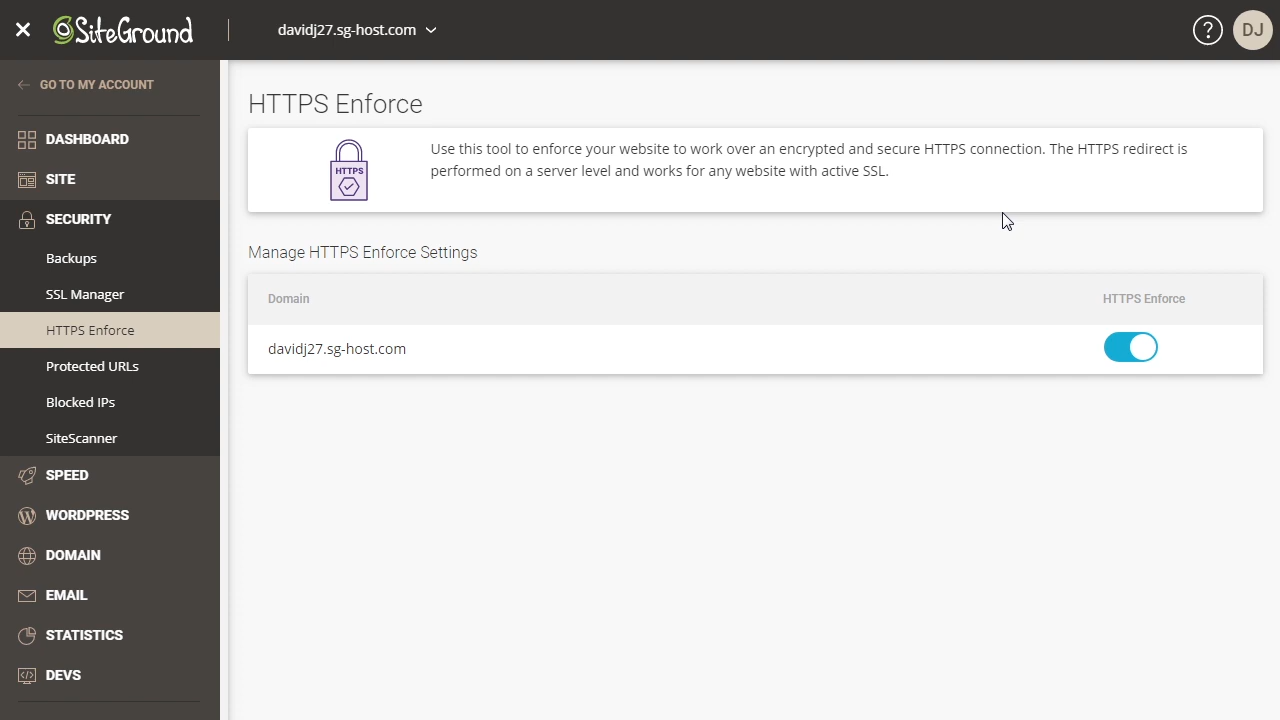 SiteGround
davidj27.sg-host.com
?
DJ
GO TO MY ACCOUNT
DASHBOARD
SITE
SECURITY
Backups
SSL Manager
HTTPS Enforce
Protected URLs
Blocked IPs
SiteScanner
SPEED
WORDPRESS
DOMAIN
EMAIL
STATISTICS
DEVS
HTTPS Enforce
HTTPS
Use this tool to enforce your website to work over an encrypted and secure HTTPS connection. The HTTPS redirect is
performed on a server level and works for any website with active SSL.
Manage HTTPS Enforce Settings
Domain HTTPS Enforce
davidj27.sg-host.com